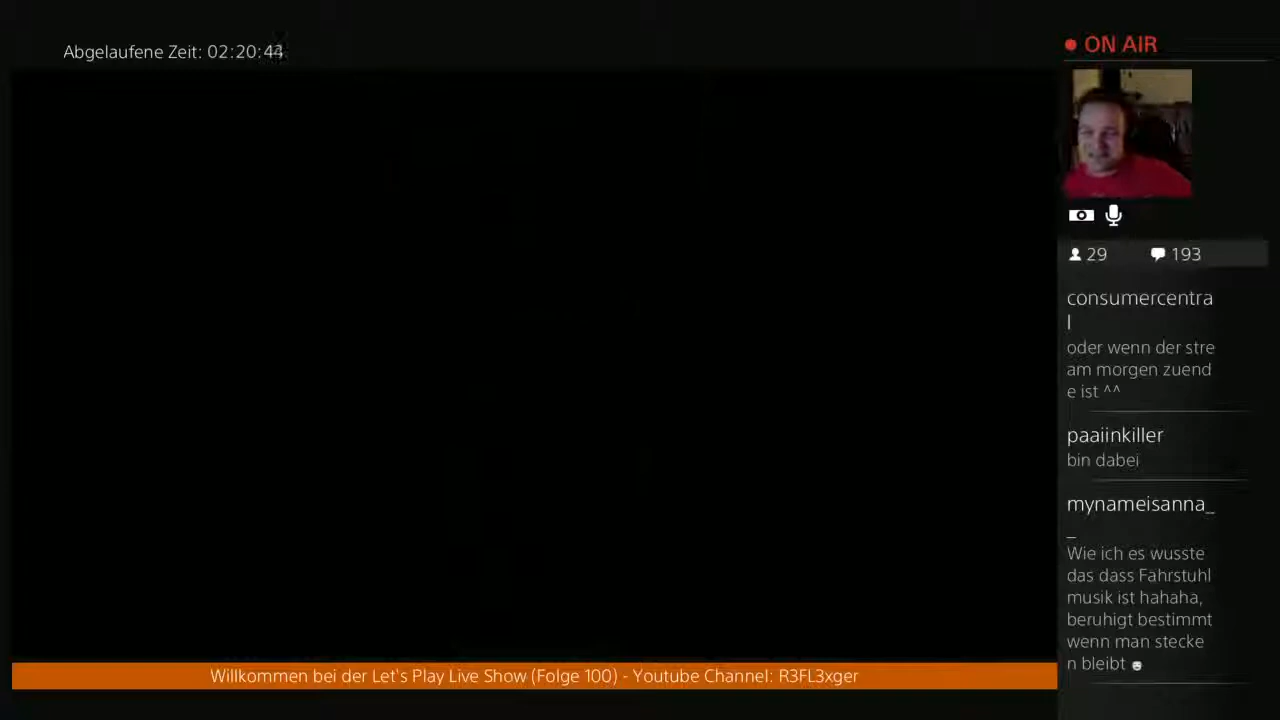 Abgelaufene Zeit: 02:20:44
ON AIR
29 193
consumercentra
l
oder wenn der stre
am morgen zuend
e ist ^^
paaiinkiller
bin dabei
mynameisanna_
_
Wie ich es wusste
das dass Fahrstuhl
musik ist hahaha,
beruhigt bestimmt
wenn man stecke
n bleibt
Willkommen bei der Let's Play Live Show (Folge 100) - Youtube Channel: R3FL3xger